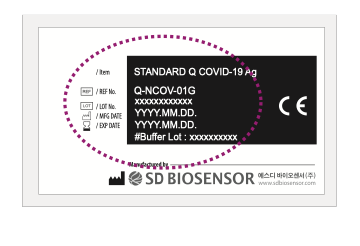 / Item STANDARD Q COVID-19 Ag
REF / REF No. Q-NCOV-01G
xxxxxxxxxxxx
LOT / LOT No. YYYY.MM.DD.
/ MFG DATE YYYY.MM.DD.
/ EXP DATE #Buffer Lot : xxxxxxxxxx
CE
Manufactured by
SD BIOSENSOR 에스디 바이오센서(주)
www.sdbiosensor.com